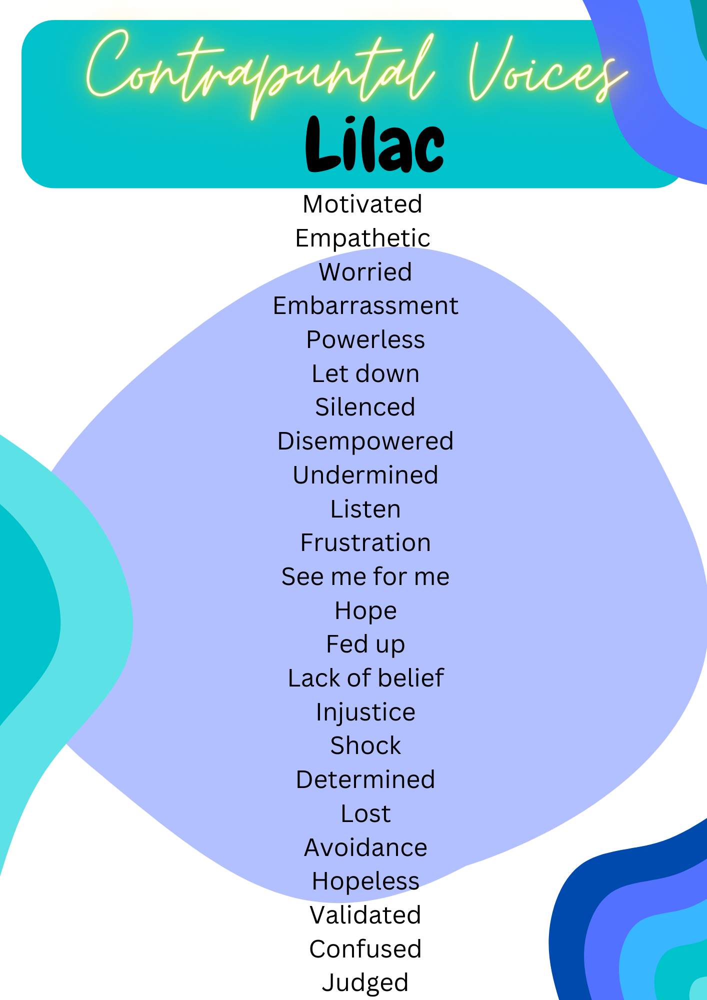 Contrapuntal Voices
Lilac
Motivated
Empathetic
Worried
Embarrassment
Powerless
Let down
Silenced
Disempowered
Undermined
Listen
Frustration
See me for me
Hope
Fed up
Lack of belief
Injustice
Shock
Determined
Lost
Avoidance
Hopeless
Validated
Confused
Judged